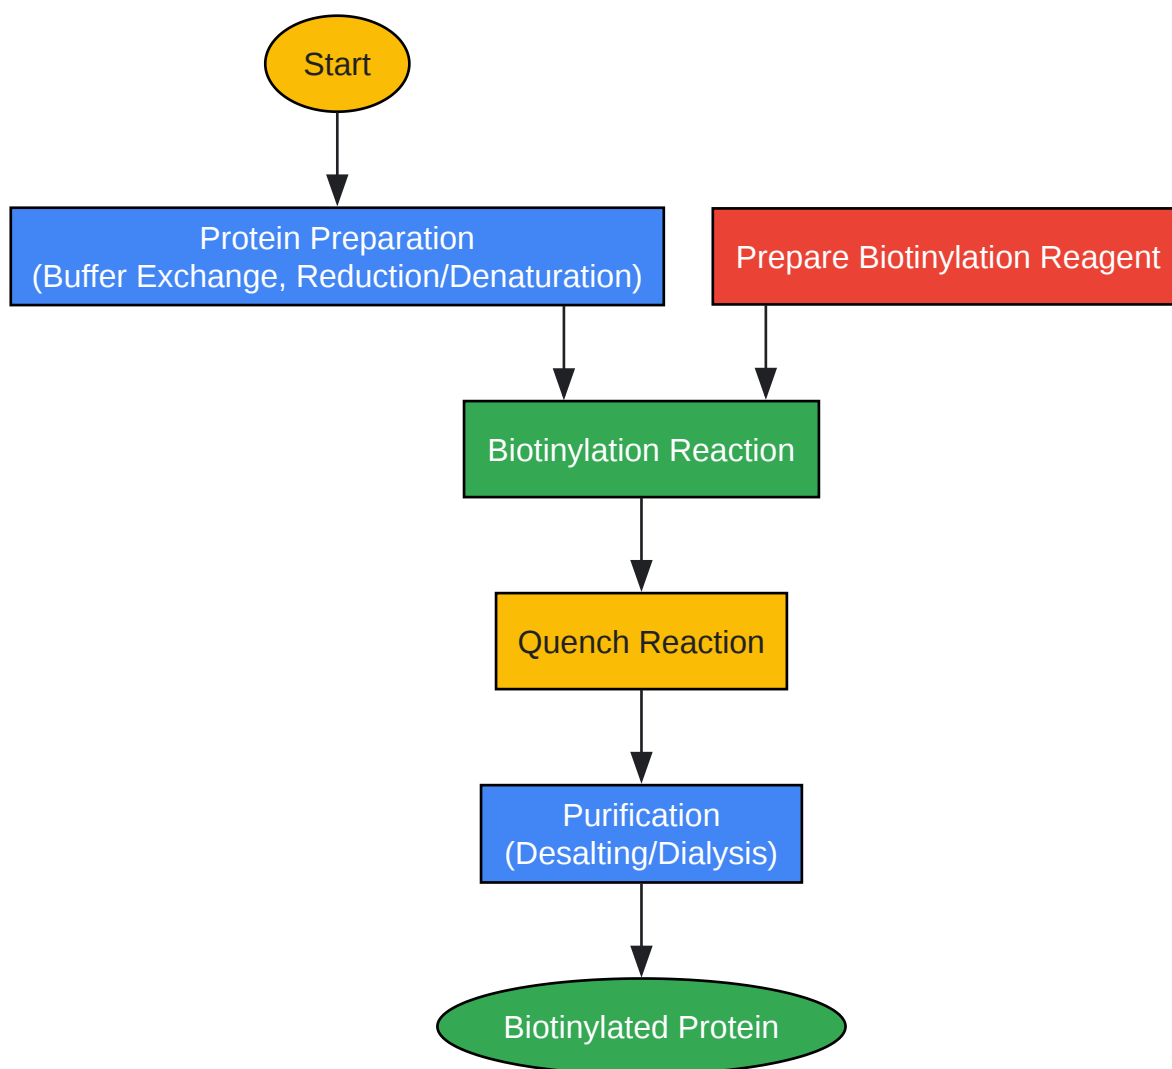 Start
Protein Preparation
(Buffer Exchange, Reduction/Denaturation)
Prepare Biotinylation Reagent
Biotinylation Reaction
Quench Reaction
Purification
(Desalting/Dialysis)
Biotinylated Protein